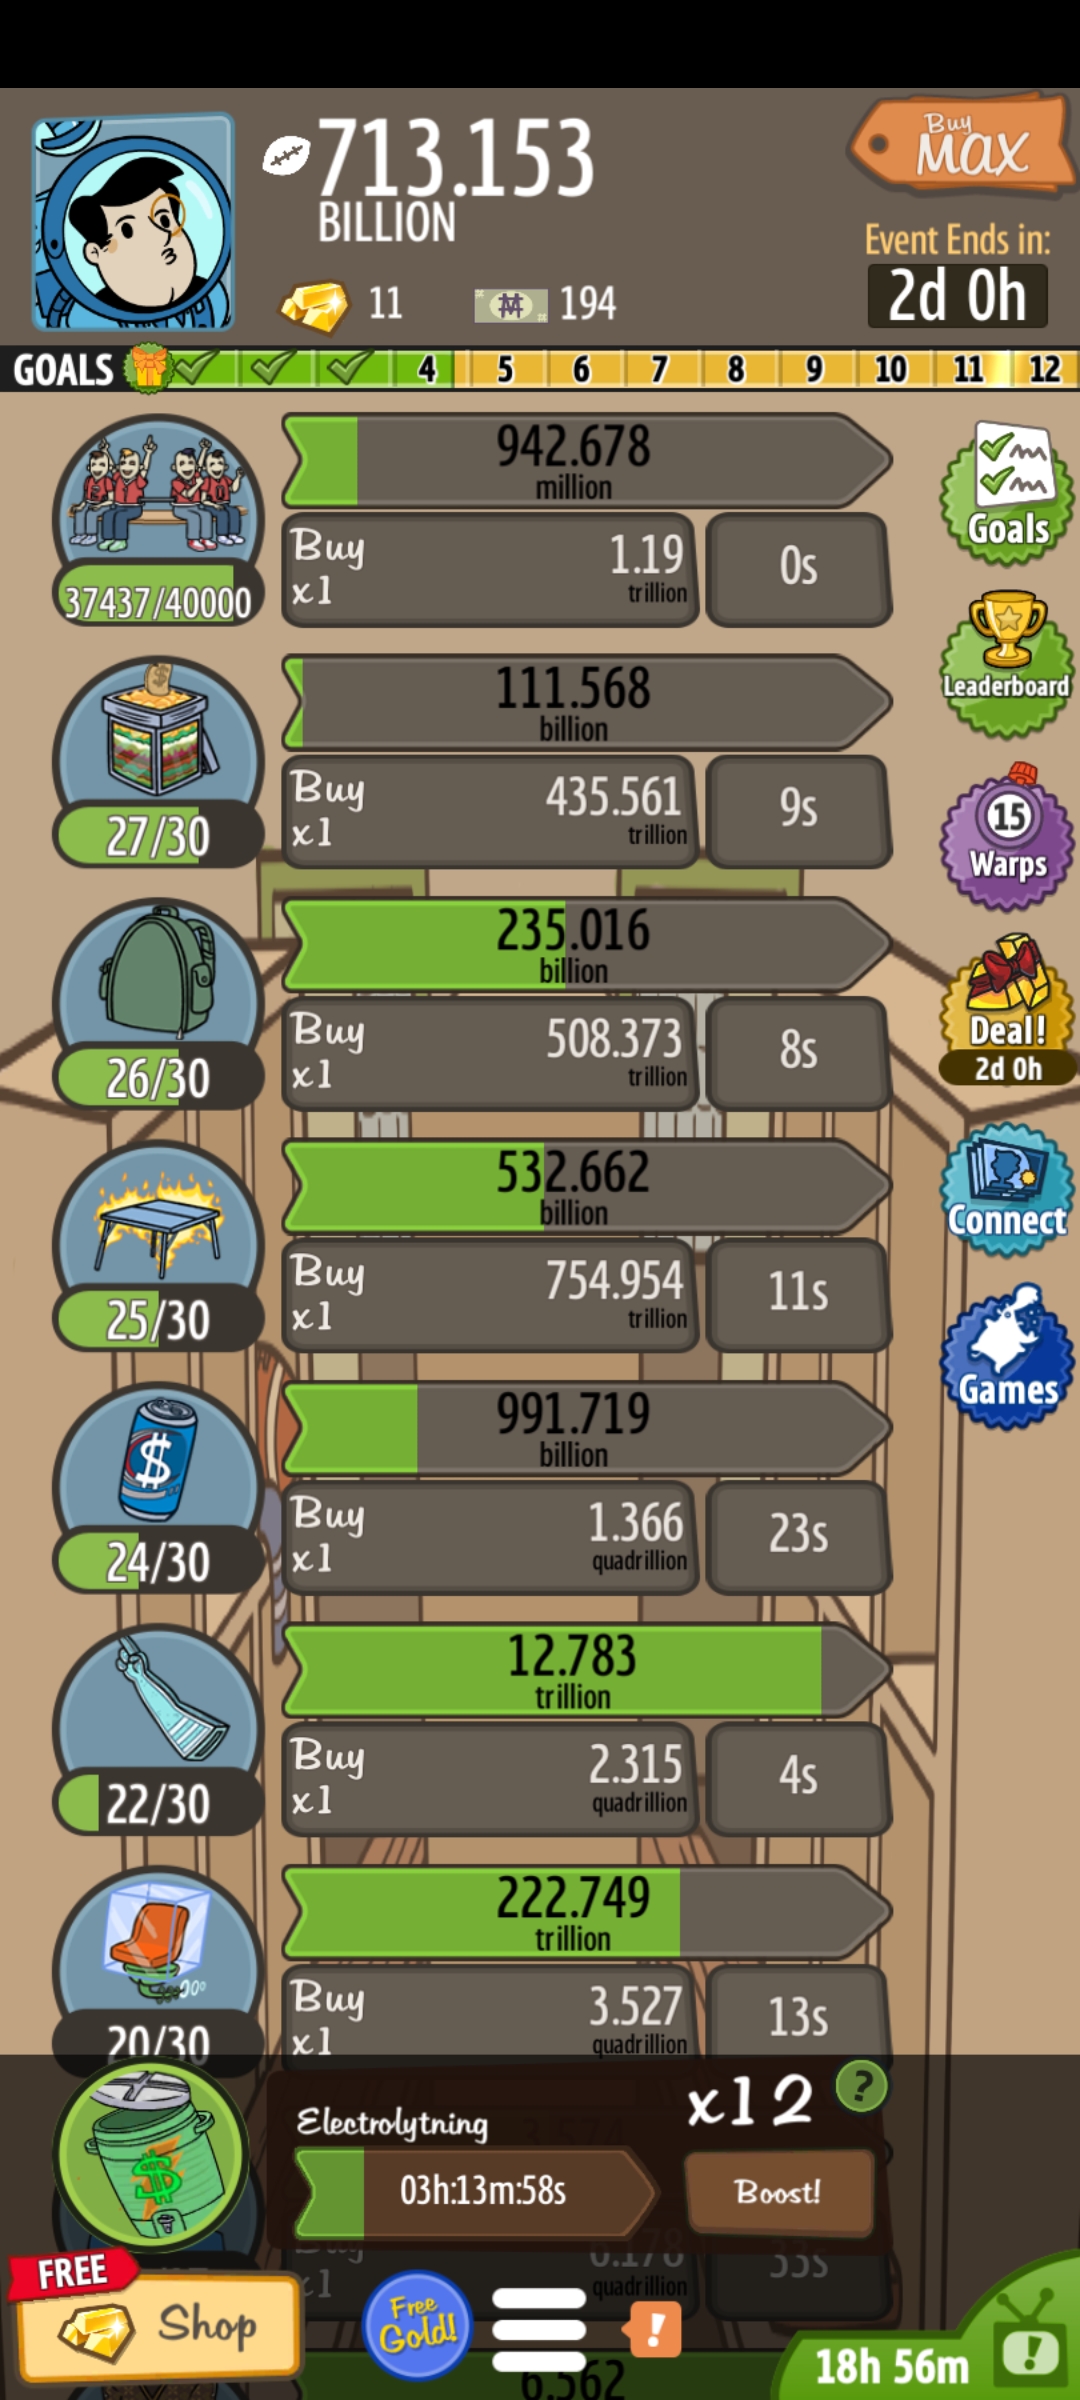 713.153
BILLION
Buy
MAX
Event Ends in:
2d 0h
11
194
GOALS
4 5 6 7 8 9 10 11 12
942.678
million
37437/40000
Buy
x1
1.19
trillion
0s
Goals
111.568
billion
27/30
Buy
x1
435.561
trillion
9s
Leaderboard
15
Warps
235.016
billion
26/30
Buy
x1
508.373
trillion
8s
Deal!
2d 0h
532.662
billion
25/30
Buy
x1
754.954
trillion
11s
Connect
991.719
billion
$
24/30
Buy
x1
1.366
quadrillion
23s
Games
12.783
trillion
22/30
Buy
x1
2.315
quadrillion
4s
222.749
trillion
20/30
Buy
x1
3.527
quadrillion
13s
Electrolytning
x12
?
$
03h:13m:58s
Boost!
Buy
x1
6.178
quadrillion
33s
FREE
Shop
Free
Gold!
!
6.562
18h 56m
!